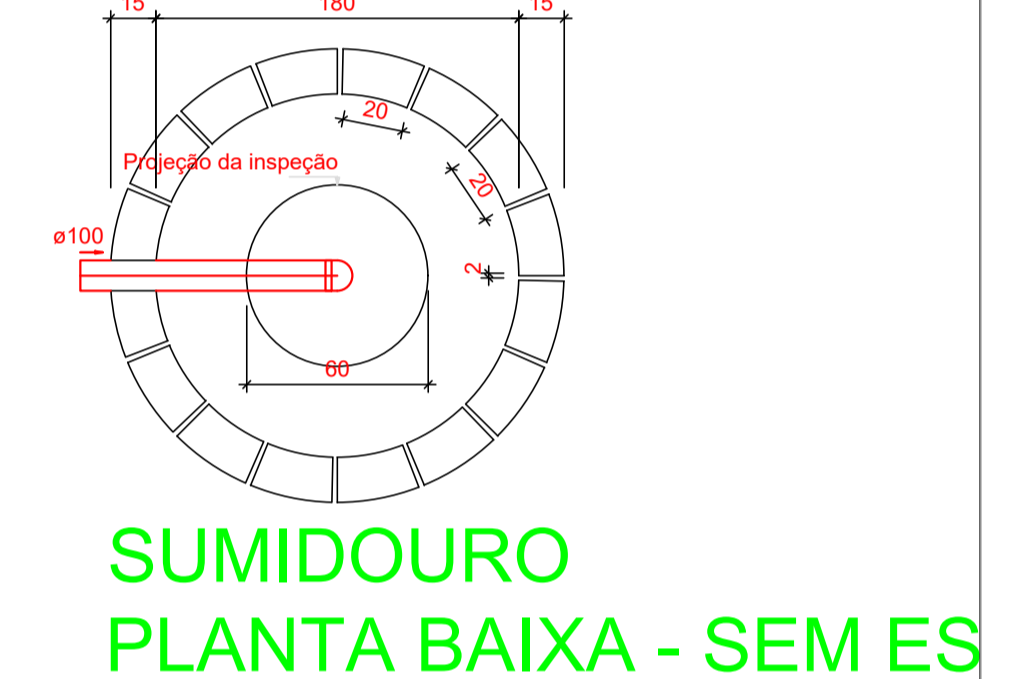 15 180 15
20
Projeção da inspeção
20
ø100
2
60
SUMIDOURO
PLANTA BAIXA - SEM ES